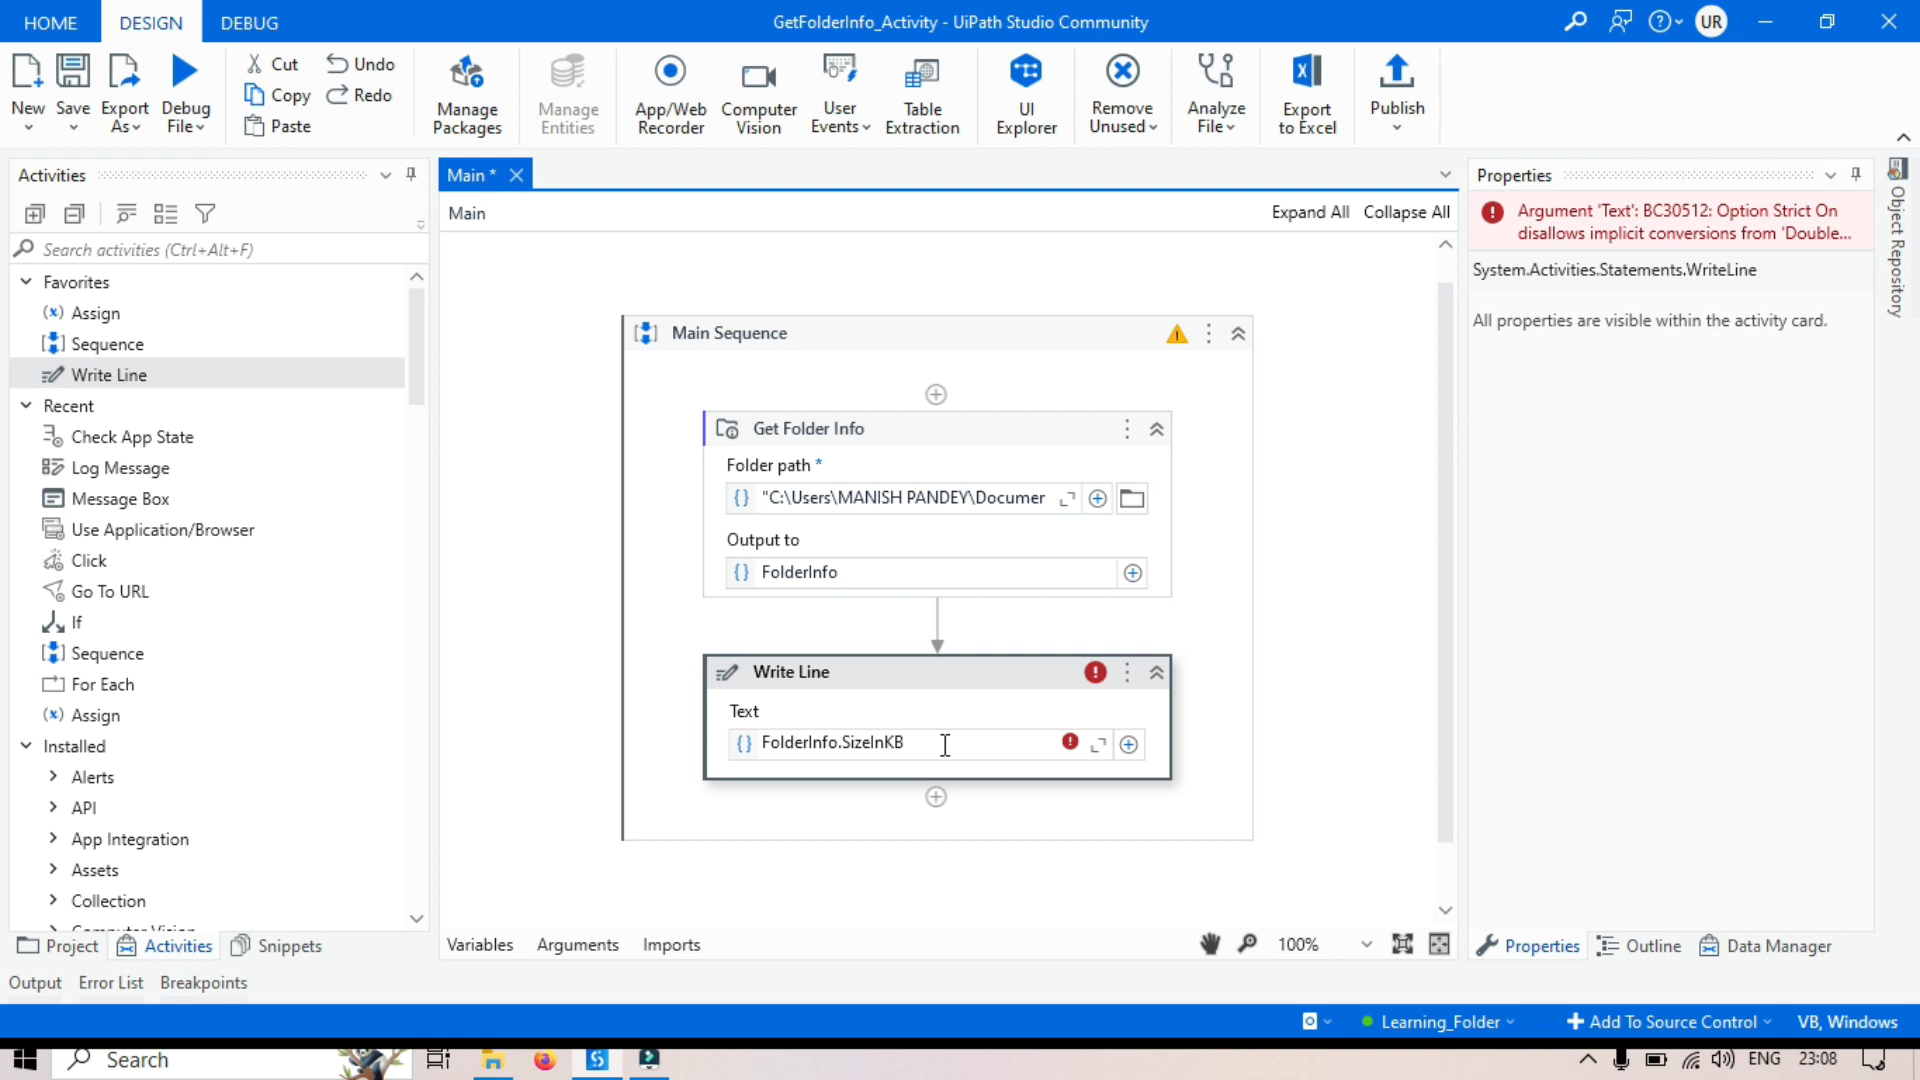 HOME DESIGN DEBUG GetFolderInfo_Activity - UiPath Studio Community UR
New Save Export As Debug File Cut Copy Paste Undo Redo Manage Packages Manage Entities App/Web Recorder Computer Vision User Events Table Extraction UI Explorer Remove Unused Analyze File Export to Excel Publish
Activities
Search activities (Ctrl+Alt+F)
Favorites
Assign
Sequence
Write Line
Recent
Check App State
Log Message
Message Box
Use Application/Browser
Click
Go To URL
If
Sequence
For Each
Assign
Installed
Alerts
API
App Integration
Assets
Collection
Project Activities Snippets
Main *
Main Expand All Collapse All
Main Sequence
Get Folder Info
Folder path *
"C:\Users\MANISH PANDEY\Documer
Output to
FolderInfo
Write Line
Text
FolderInfo.SizeInKB
Variables Arguments Imports 100%
Properties
Argument 'Text': BC30512: Option Strict On
disallows implicit conversions from 'Double...
System.Activities.Statements.WriteLine
All properties are visible within the activity card.
Object Repository
Properties Outline Data Manager
Output Error List Breakpoints
Learning_Folder Add To Source Control VB, Windows
Search ENG 23:08